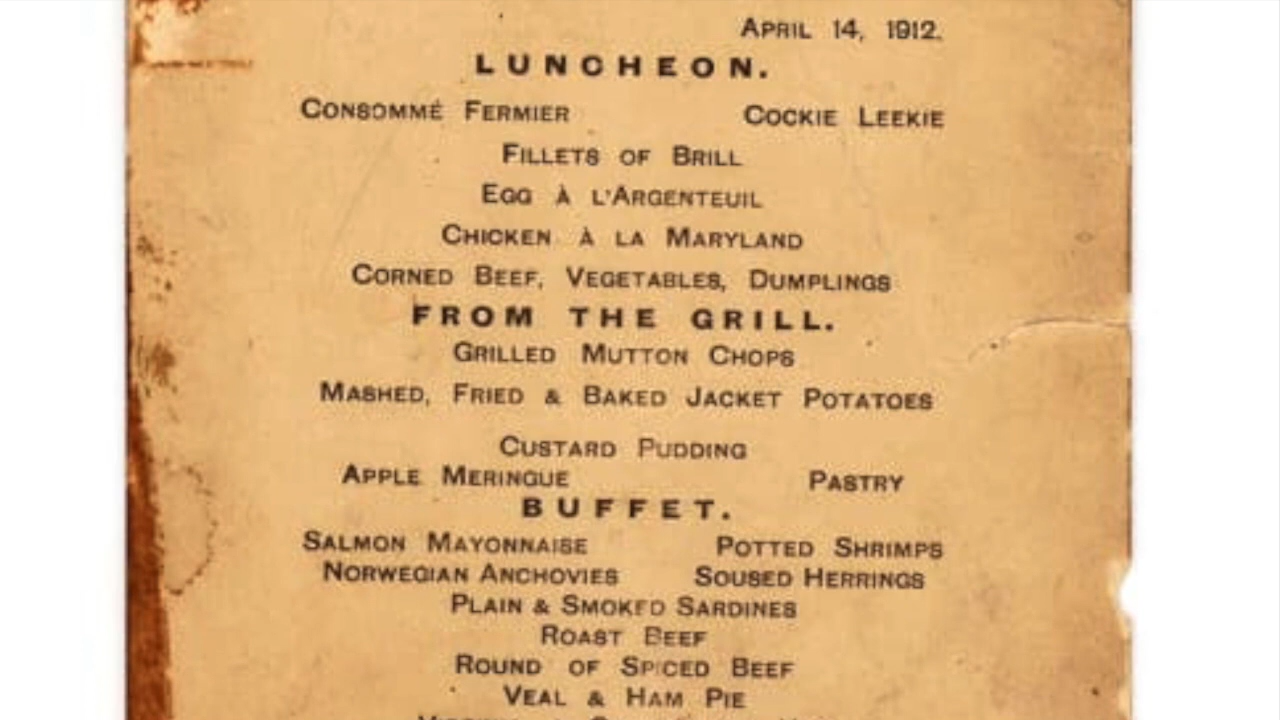 APRIL 14, 1912.
LUNCHEON.
CONSOMMÉ FERMIER COCKIE LEEKIE
FILLETS OF BRILL
EGG À L'ARGENTEUIL
CHICKEN À LA MARYLAND
CORNED BEEF, VEGETABLES, DUMPLINGS
FROM THE GRILL.
GRILLED MUTTON CHOPS
MASHED, FRIED & BAKED JACKET POTATOES
CUSTARD PUDDING
APPLE MERINGUE PASTRY
BUFFET.
SALMON MAYONNAISE POTTED SHRIMPS
NORWEGIAN ANCHOVIES SOUSED HERRINGS
PLAIN & SMOKED SARDINES
ROAST BEEF
ROUND OF SPICED BEEF
VEAL & HAM PIE